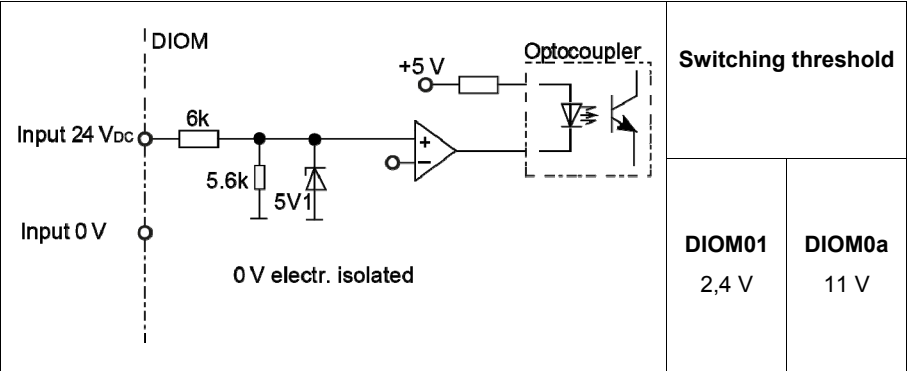 DIOM
Optocoupler
Switching threshold
+5 V
Input 24 VDC
6k
+
−
5.6k
5V1
Input 0 V
0 V electr. isolated
DIOM01
DIOM0a
2,4 V
11 V